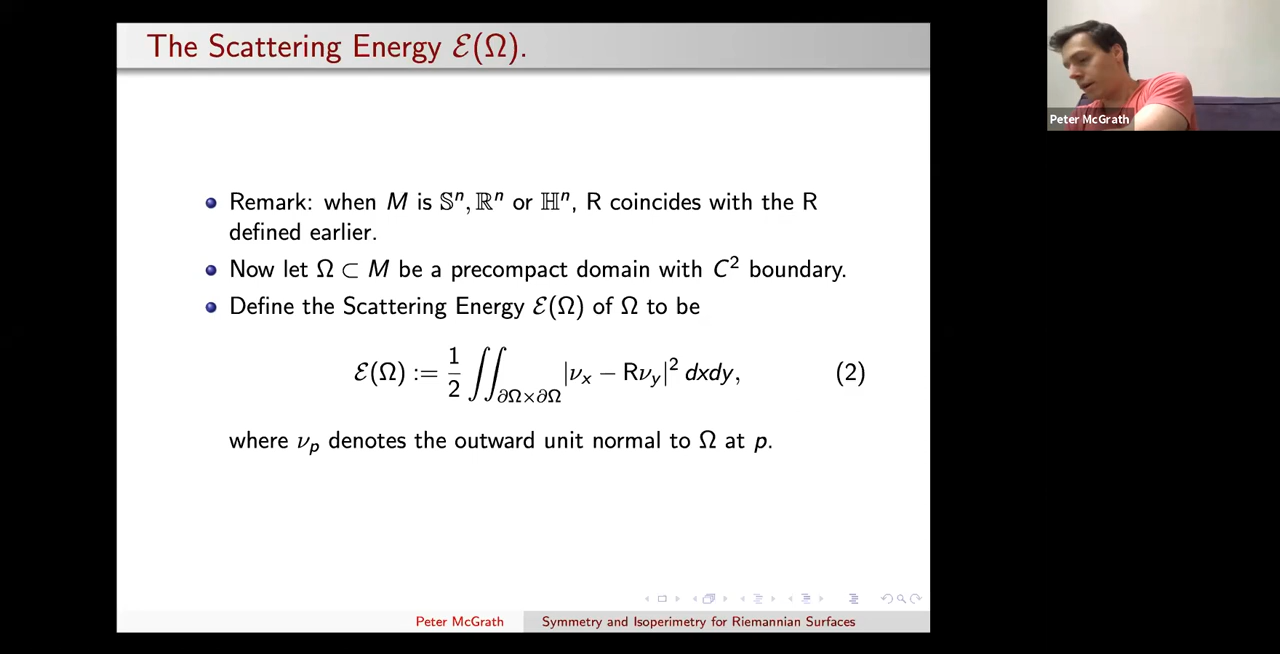 The Scattering Energy ℰ(Ω).
Peter McGrath
Remark: when M is 𝕊ⁿ, ℝⁿ or ℍⁿ, R coincides with the R
defined earlier.
Now let Ω ⊂ M be a precompact domain with C² boundary.
Define the Scattering Energy ℰ(Ω) of Ω to be
ℰ(Ω) := 1/2 ∬_{∂Ω×∂Ω} |ν_x − Rν_y|² dxdy, (2)
where ν_p denotes the outward unit normal to Ω at p.
Peter McGrath Symmetry and Isoperimetry for Riemannian Surfaces